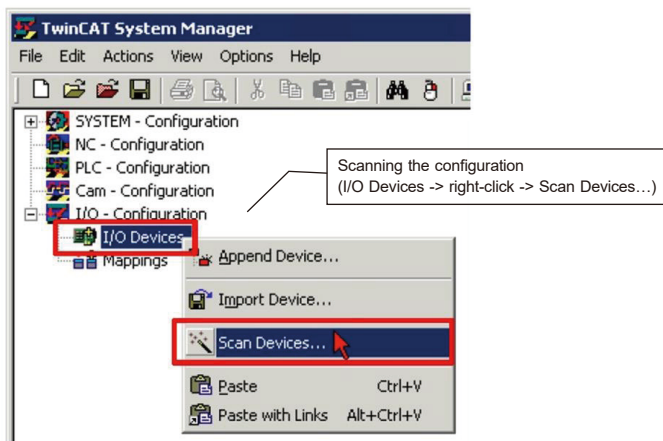 TwinCAT System Manager
File Edit Actions View Options Help
SYSTEM - Configuration
NC - Configuration
PLC - Configuration
Cam - Configuration
I/O - Configuration
I/O Devices
Mappings
Append Device...
Import Device...
Scan Devices...
Paste Ctrl+V
Paste with Links Alt+Ctrl+V
Scanning the configuration
(I/O Devices -> right-click -> Scan Devices…)